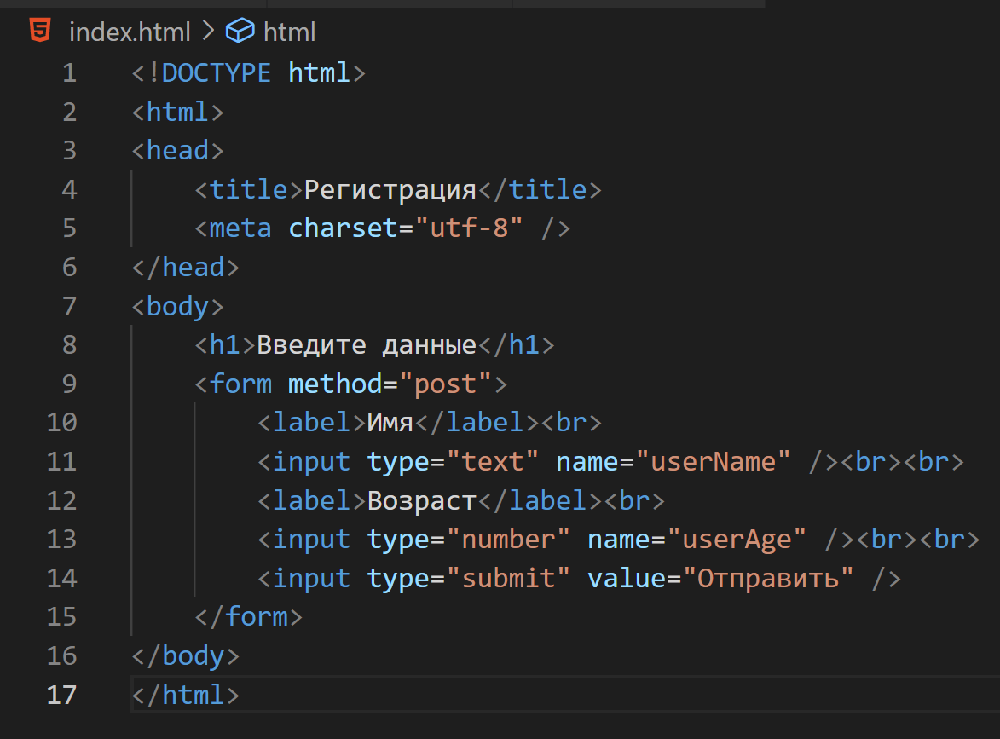 index.html > html
1 <!DOCTYPE html>
2 <html>
3 <head>
4     <title>Регистрация</title>
5     <meta charset="utf-8" />
6 </head>
7 <body>
8     <h1>Введите данные</h1>
9     <form method="post">
10         <label>Имя</label><br>
11         <input type="text" name="userName" /><br><br>
12         <label>Возраст</label><br>
13         <input type="number" name="userAge" /><br><br>
14         <input type="submit" value="Отправить" />
15     </form>
16 </body>
17 </html>